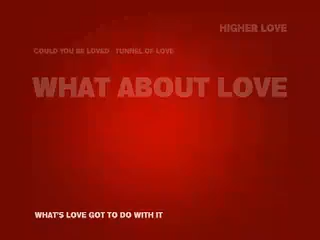 HIGHER LOVE
COULD YOU BE LOVED TUNNEL OF LOVE
WHAT ABOUT LOVE
WHAT'S LOVE GOT TO DO WITH IT